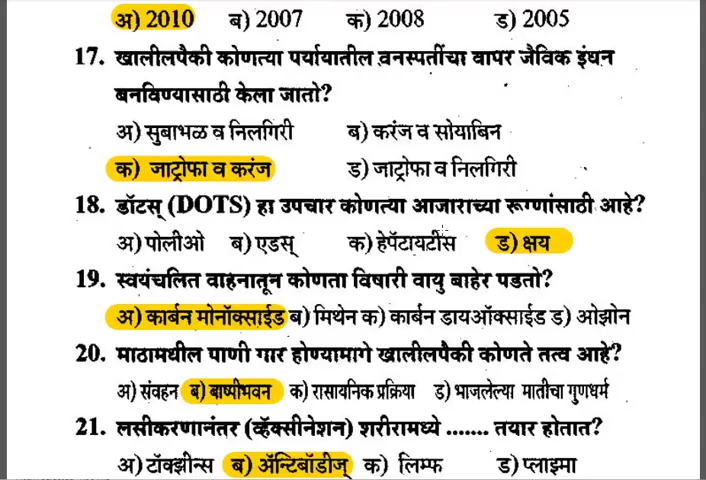 अ) 2010 ब) 2007 क) 2008 ड) 2005
17. खालीलपैकी कोणत्या पर्यायातील वनस्पतींचा वापर जैविक इंधन
बनविण्यासाठी केला जातो?
अ) सुबाभळ व निलगिरी ब) करंज व सोयाबिन
क) जाट्रोफा व करंज ड) जाट्रोफा व निलगिरी
18. डॉटस् (DOTS) हा उपचार कोणत्या आजाराच्या रूग्णांसाठी आहे?
अ) पोलीओ ब) एडस् क) हेपॅटायटीस ड) क्षय
19. स्वयंचलित वाहनातून कोणता विषारी वायु बाहेर पडतो?
अ) कार्बन मोनॉक्साईड ब) मिथेन क) कार्बन डायऑक्साईड ड) ओझोन
20. माठामधील पाणी गार होण्यामागे खालीलपैकी कोणते तत्व आहे?
अ) संवहन ब) बाष्पीभवन क) रासायनिक प्रक्रिया ड) भाजलेल्या मातीचा गुणधर्म
21. लसीकरणानंतर (व्हॅक्सीनेशन) शरीरामध्ये ....... तयार होतात?
अ) टॉक्झीन्स ब) ॲन्टिबॉडीज् क) लिम्फ ड) प्लाझ्मा